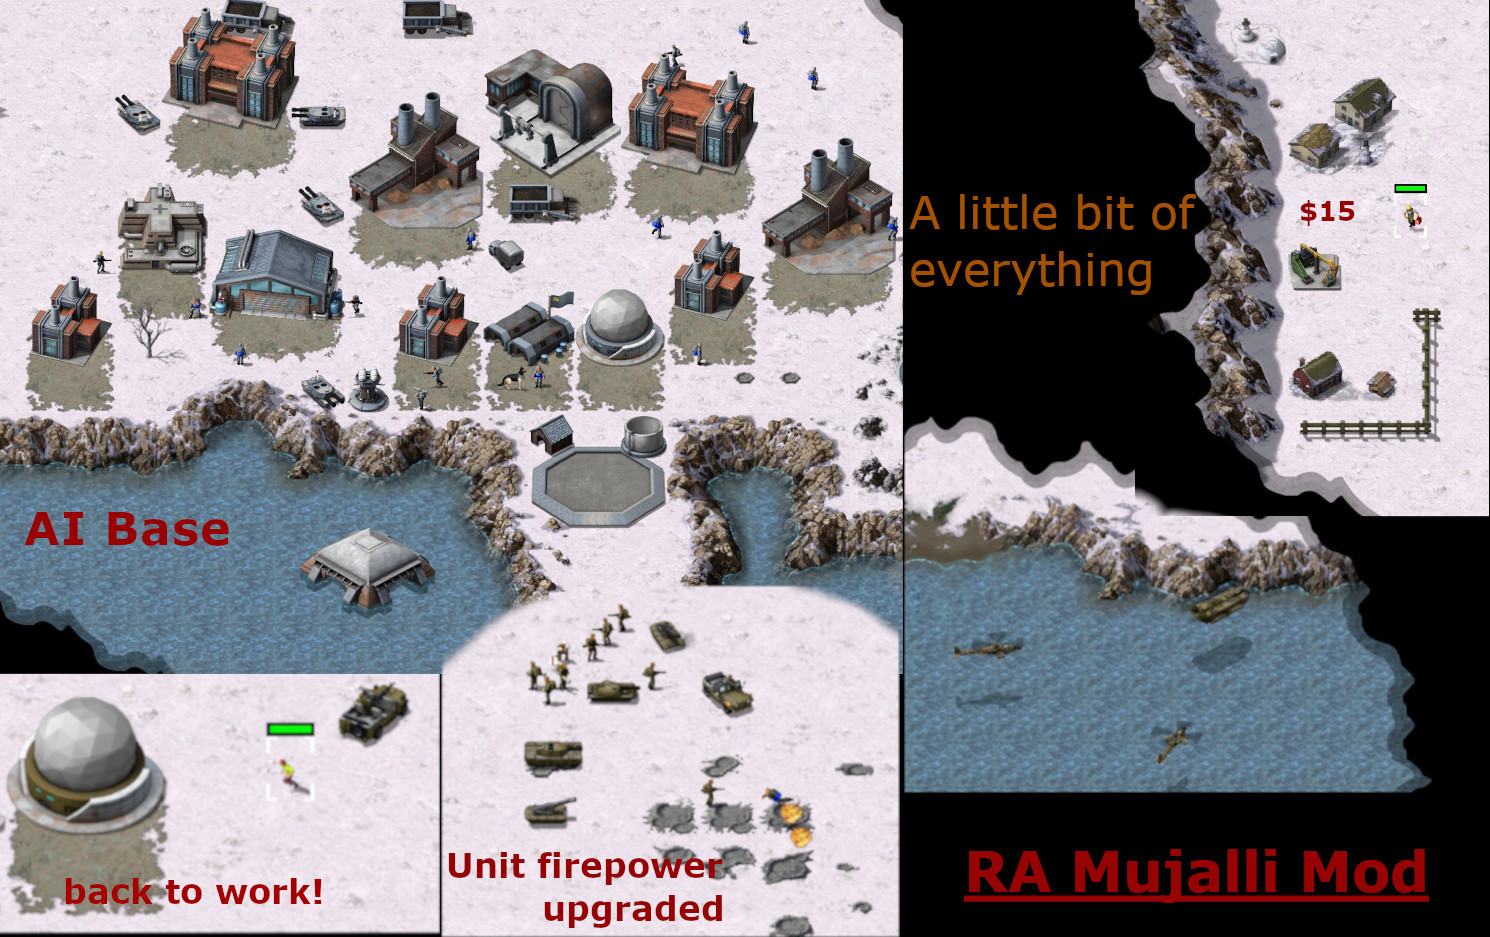 A little bit of
everything
$15
AI Base
back to work!
Unit firepower
upgraded
RA Mujalli Mod